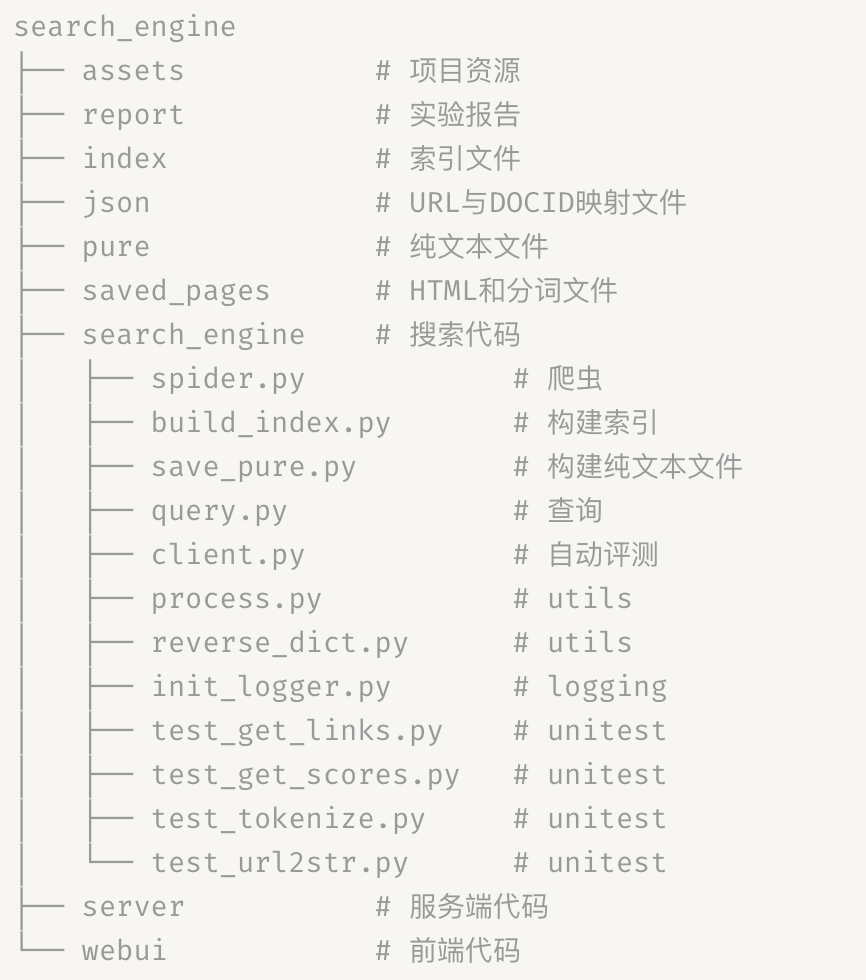 search_engine
├── assets           # 项目资源
├── report           # 实验报告
├── index            # 索引文件
├── json             # URL与DOCID映射文件
├── pure             # 纯文本文件
├── saved_pages      # HTML和分词文件
├── search_engine    # 搜索代码
│   ├── spider.py            # 爬虫
│   ├── build_index.py       # 构建索引
│   ├── save_pure.py         # 构建纯文本文件
│   ├── query.py             # 查询
│   ├── client.py            # 自动评测
│   ├── process.py           # utils
│   ├── reverse_dict.py      # utils
│   ├── init_logger.py       # logging
│   ├── test_get_links.py    # unitest
│   ├── test_get_scores.py   # unitest
│   ├── test_tokenize.py     # unitest
│   └── test_url2str.py      # unitest
├── server           # 服务端代码
└── webui            # 前端代码